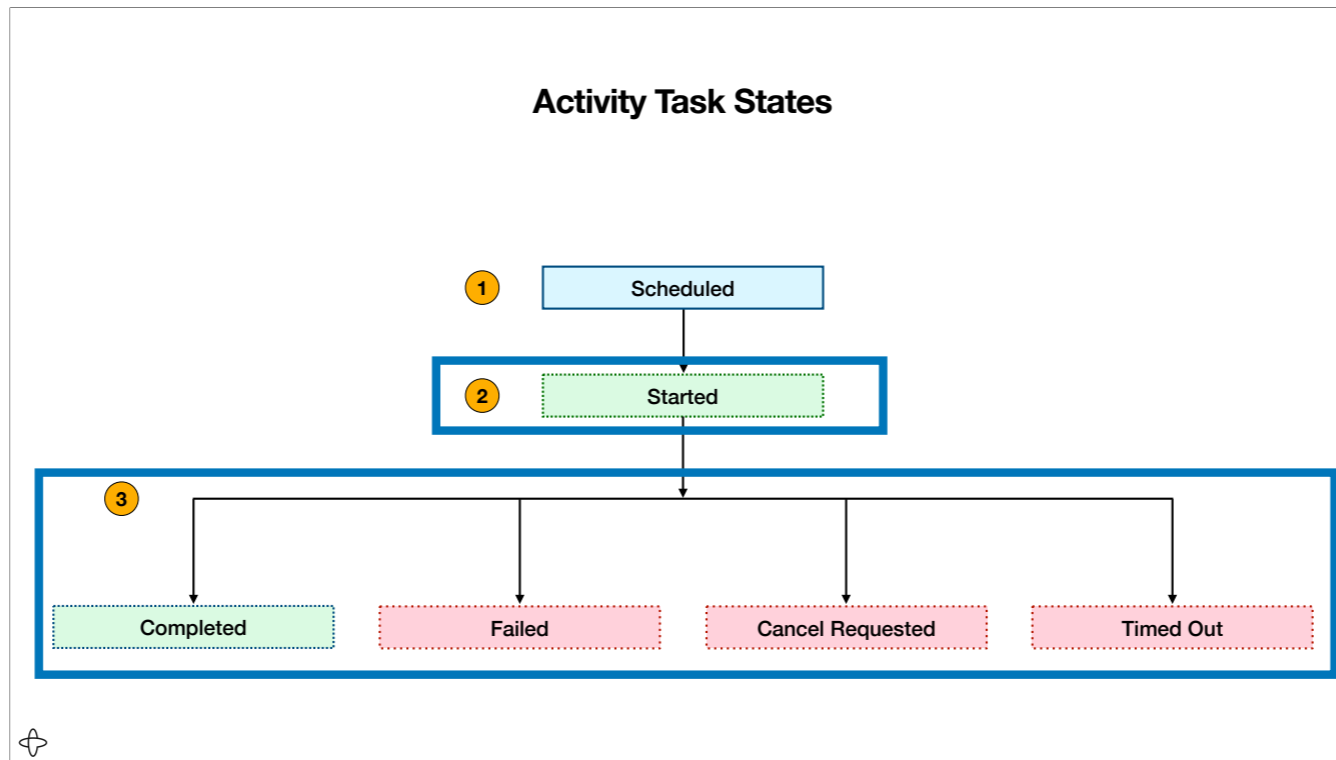 Activity Task States
1
Scheduled
2
Started
3
Completed
Failed
Cancel Requested
Timed Out